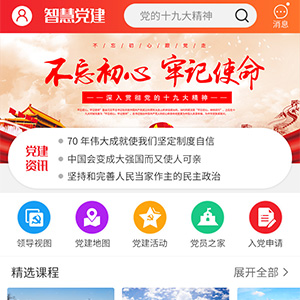 智慧党建
党的十九大精神
消息
不忘初心跟党走
不忘初心 牢记使命
深入贯彻党的十九大精神
党建资讯
70 年伟大成就使我们坚定制度自信
中国会变成大强国而又使人可亲
坚持和完善人民当家作主的民主政治
领导视图
党建地图
党建活动
党员之家
入党申请
精选课程
展开全部 >